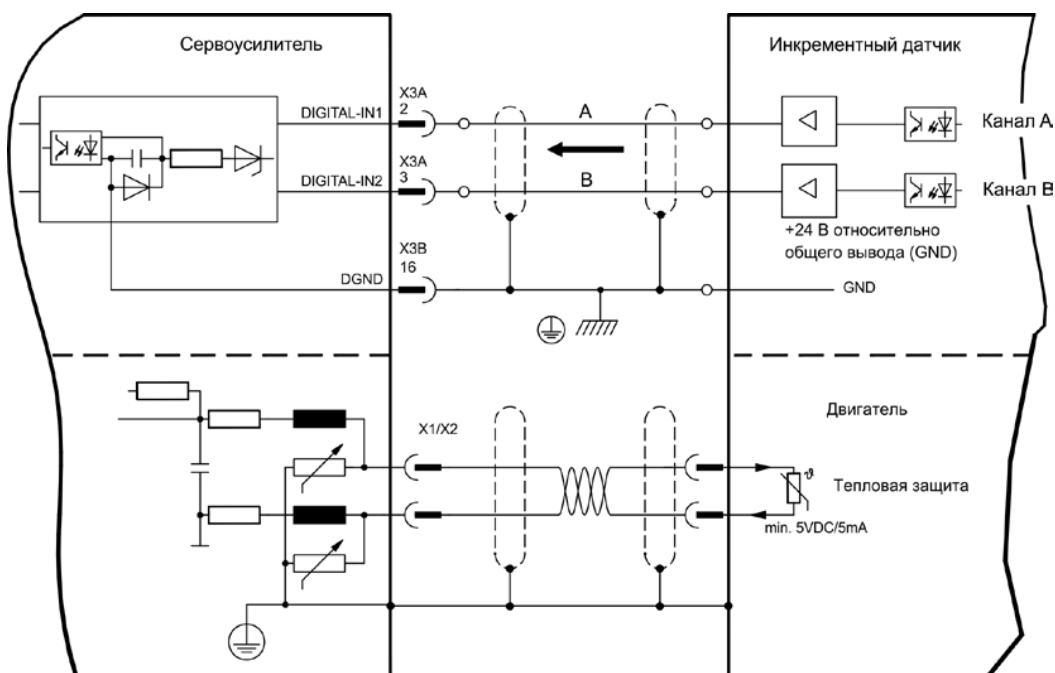 Сервоусилитель
Инкрементный датчик
X3A
2
DIGITAL-IN1
A
Канал A
X3A
3
DIGITAL-IN2
B
Канал B
+24 В относительно
общего вывода (GND)
X3B
16
DGND
GND
X1/X2
Двигатель
ϑ
Тепловая защита
min. 5VDC/5mA